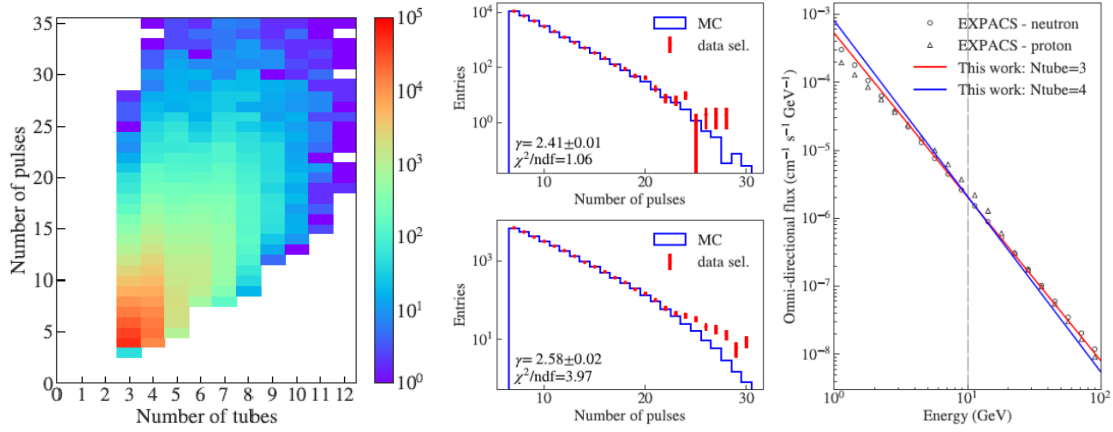 35
30
25
20
15
10
5
0
Number of pulses
0 1 2 3 4 5 6 7 8 9 10 11 12
Number of tubes
10^5
10^4
10^3
10^2
10^1
10^0
Entries
10^4
10^2
10^0
MC
data sel.
γ= 2.41±0.01
χ²/ndf=1.06
10 20 30
Number of pulses
Entries
10^3
10^1
MC
data sel.
γ= 2.58±0.02
χ²/ndf=3.97
10 20 30
Number of pulses
Omni-directional flux (cm⁻¹ s⁻¹ GeV⁻¹)
10⁻³
10⁻⁴
10⁻⁵
10⁻⁶
10⁻⁷
10⁻⁸
EXPACS - neutron
EXPACS - proton
This work: Ntube=3
This work: Ntube=4
10^0 10^1 10^2
Energy (GeV)